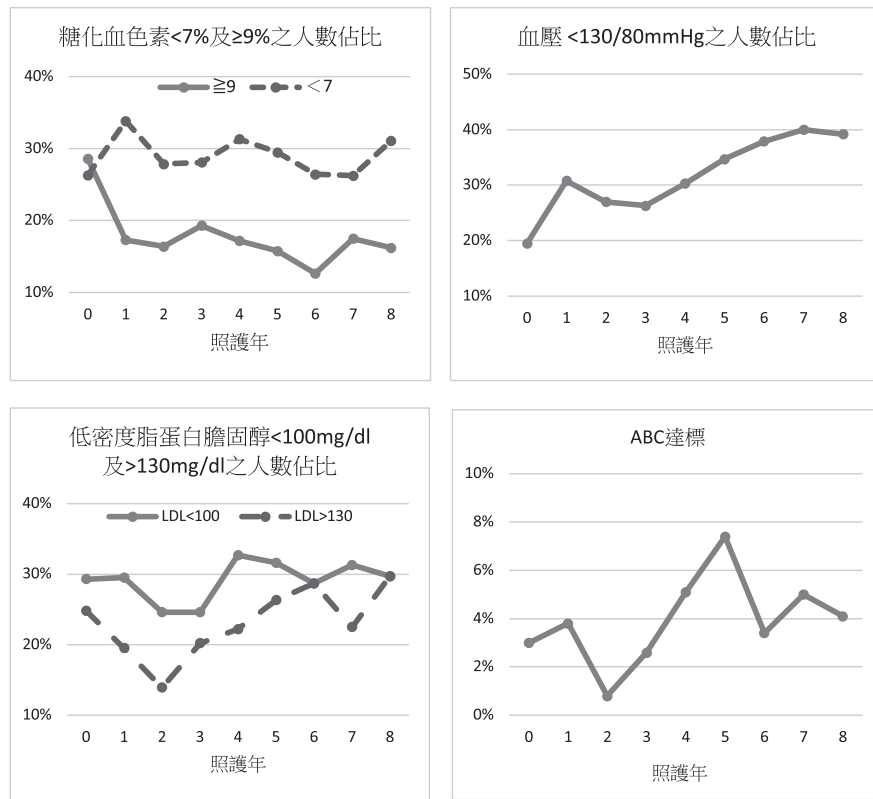 糖化血色素<7%及≥9%之人數佔比
≧9 <7
40%
30%
20%
10%
0 1 2 3 4 5 6 7 8
照護年
血壓 <130/80mmHg之人數佔比
50%
40%
30%
20%
10%
0 1 2 3 4 5 6 7 8
照護年
低密度脂蛋白膽固醇<100mg/dl
及>130mg/dl之人數佔比
LDL<100 LDL>130
40%
30%
20%
10%
0 1 2 3 4 5 6 7 8
照護年
ABC達標
10%
8%
6%
4%
2%
0%
0 1 2 3 4 5 6 7 8
照護年